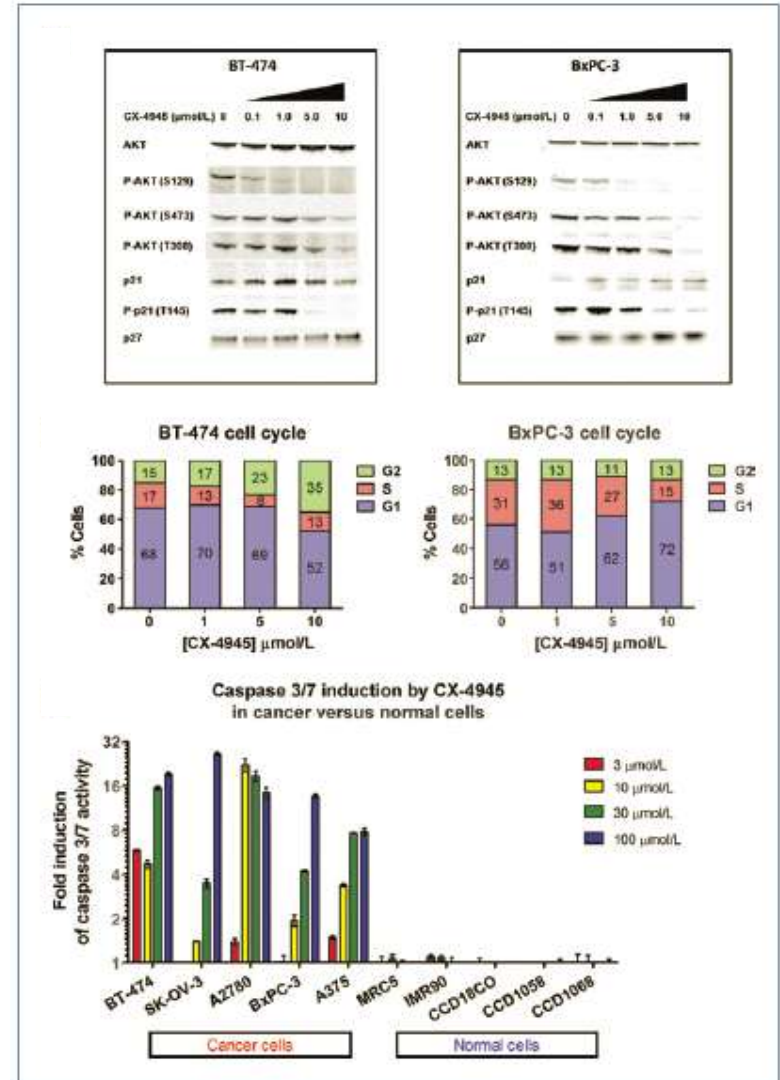 BT-474
CX-4945 (µmol/L) 0 0.1 1.0 5.0 10
AKT
P-AKT (S129)
P-AKT (S473)
P-AKT (T308)
p21
P-p21 (T145)
p27
BxPC-3
CX-4945 (µmol/L) 0 0.1 1.0 5.0 10
AKT
P-AKT (S129)
P-AKT (S473)
P-AKT (T308)
p21
P-p21 (T145)
p27
BT-474 cell cycle
% Cells
100
80
60
40
20
0
15 17 23 35
17 13 8 13
68 70 69 52
0 1 5 10
[CX-4945] µmol/L
G2
S
G1
BxPC-3 cell cycle
% Cells
100
80
60
40
20
0
13 13 11 13
31 36 27 15
56 51 62 72
0 1 5 10
[CX-4945] µmol/L
G2
S
G1
Caspase 3/7 induction by CX-4945
in cancer versus normal cells
Fold induction
of caspase 3/7 activity
32
16
8
4
2
1
3 µmol/L
10 µmol/L
30 µmol/L
100 µmol/L
BT-474
SK-OV-3
A2780
BxPC-3
A375
MRC5
IMR90
CCD18CO
CCD1058
CCD1068
Cancer cells
Normal cells